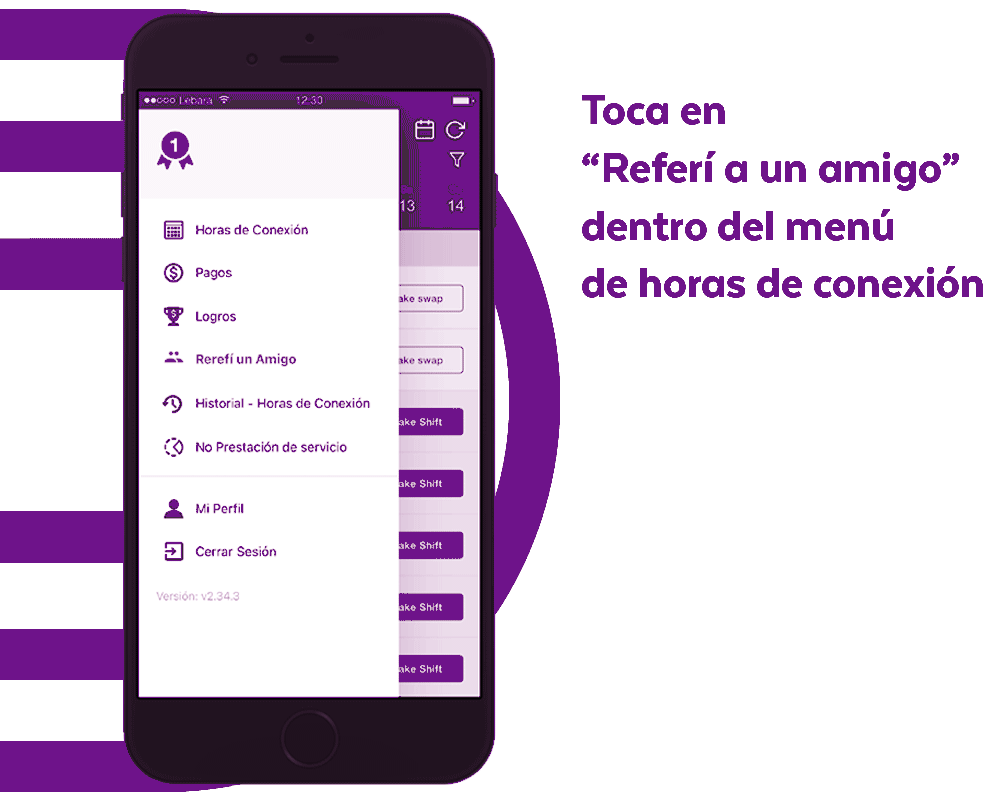 Lebara 12:30
1
13 14
Horas de Conexión
Pagos
Logros
ake swap
Rerefí un Amigo
ake swap
Historial - Horas de Conexión
ake Shift
No Prestación de servicio
ake Shift
Mi Perfil
ake Shift
Cerrar Sesión
Versión: v2.34.3
ake Shift
ake Shift
Toca en
“Referí a un amigo”
dentro del menú
de horas de conexión